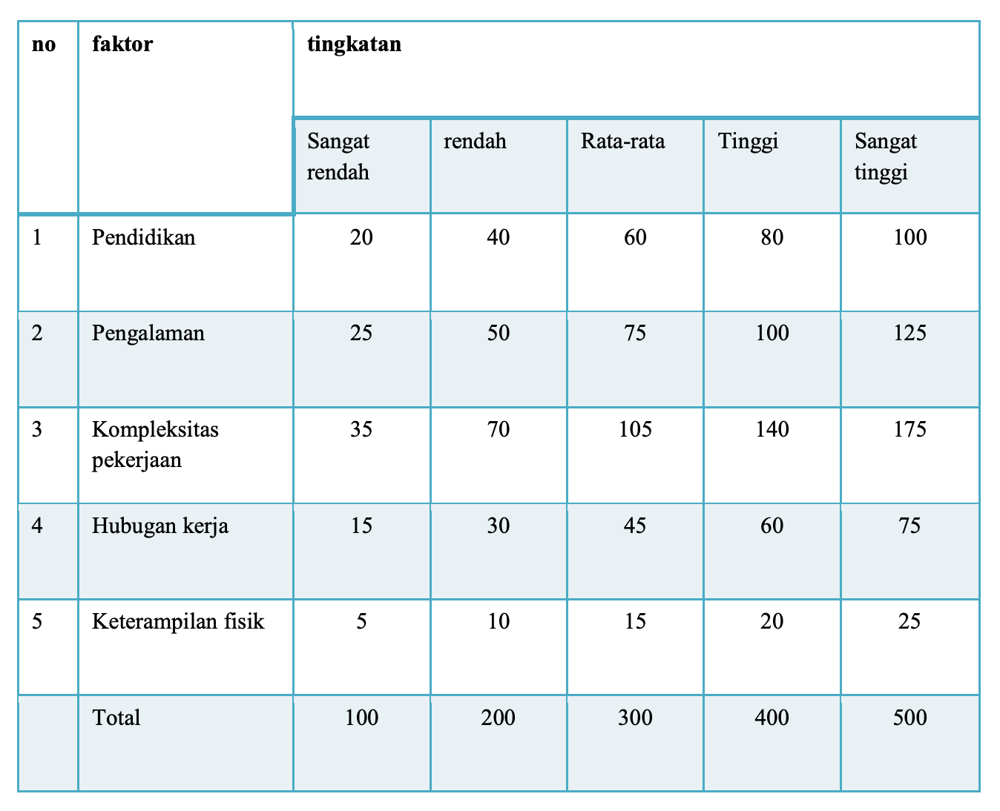 no faktor tingkatan
Sangat rendah Rata-rata Tinggi Sangat
rendah tinggi
1 Pendidikan 20 40 60 80 100
2 Pengalaman 25 50 75 100 125
3 Kompleksitas 35 70 105 140 175
pekerjaan
4 Hubugan kerja 15 30 45 60 75
5 Keterampilan fisik 5 10 15 20 25
Total 100 200 300 400 500